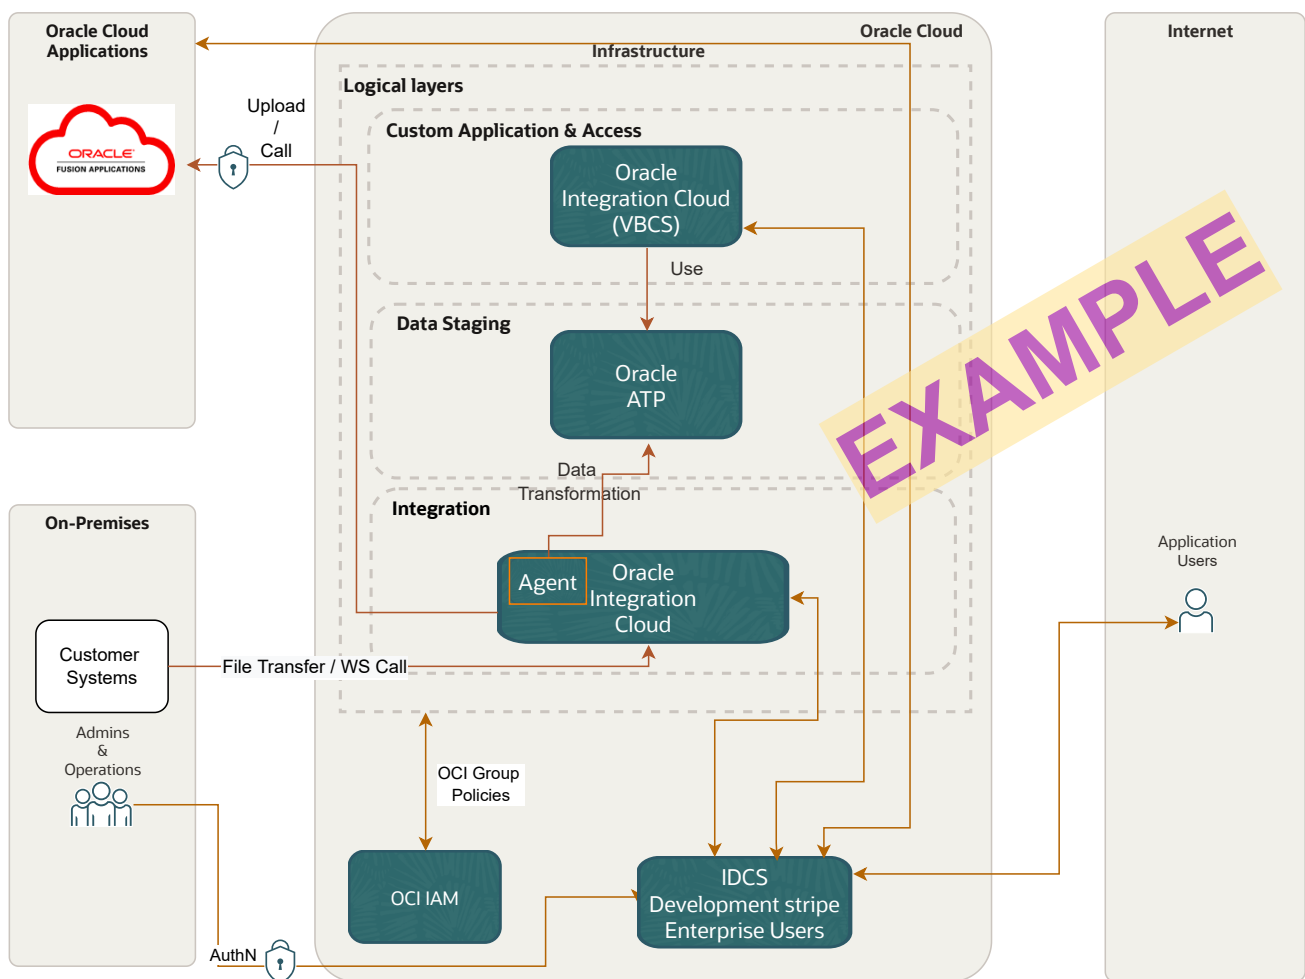 Oracle Cloud
Applications
ORACLE
FUSION APPLICATIONS
Upload
/
Call
Oracle Cloud
Infrastructure
Logical layers
Custom Application & Access
Oracle
Integration Cloud
(VBCS)
Use
Data Staging
Oracle
ATP
Data
Transformation
Integration
Agent
Oracle
Integration
Cloud
Internet
EXAMPLE
Application
Users
On-Premises
Customer
Systems
File Transfer / WS Call
Admins
&
Operations
OCI Group
Policies
OCI IAM
IDCS
Development stripe
Enterprise Users
AuthN